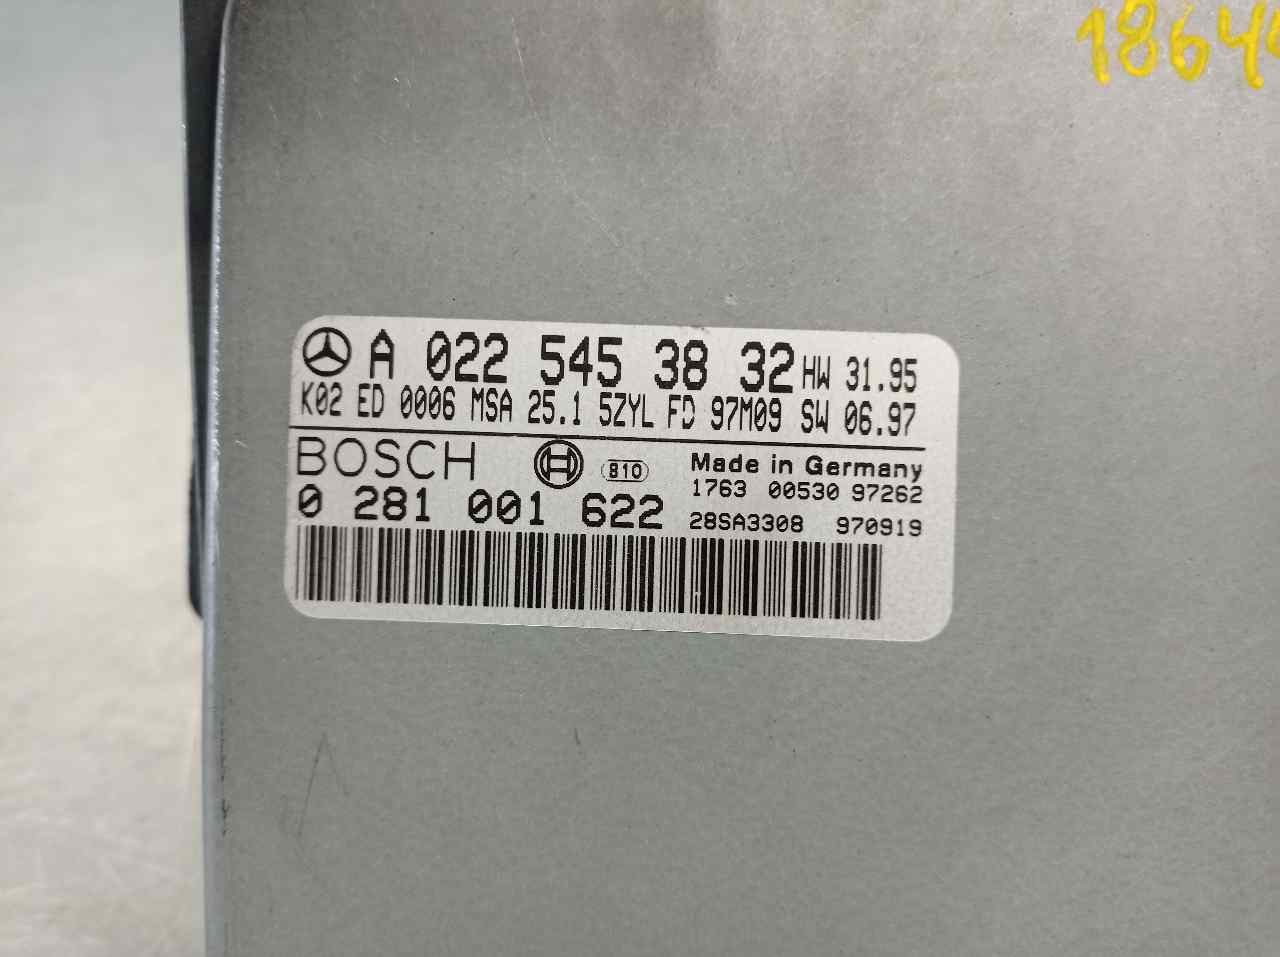 1864
A 022 545 38 32 HW 31.95
K02 ED 0006 MSA 25.1 5ZYL FD 97M09 SW 06.97
BOSCH 810 Made in Germany
1763 00530 97262
0 281 001 622 28SA3308 970919